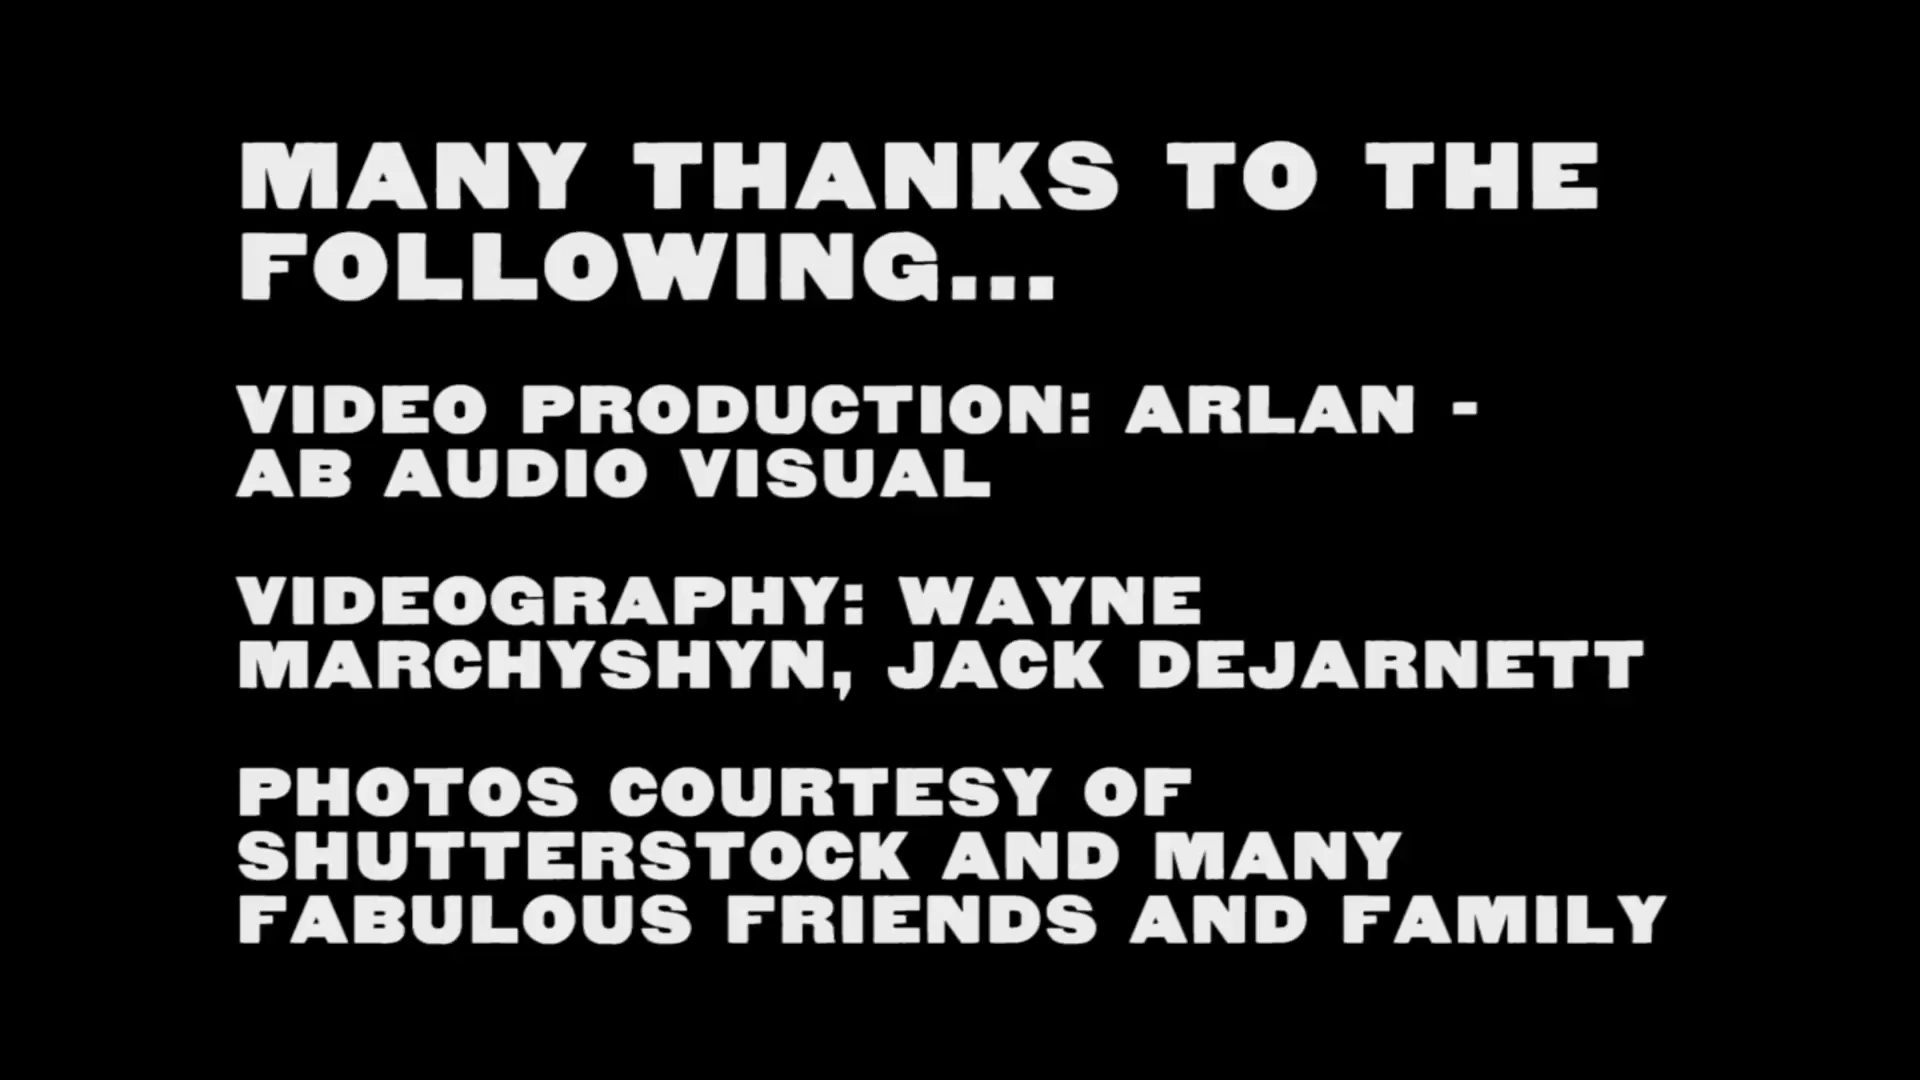 MANY THANKS TO THE
FOLLOWING...
VIDEO PRODUCTION: ARLAN -
AB AUDIO VISUAL
VIDEOGRAPHY: WAYNE
MARCHYSHYN, JACK DEJARNETT
PHOTOS COURTESY OF
SHUTTERSTOCK AND MANY
FABULOUS FRIENDS AND FAMILY